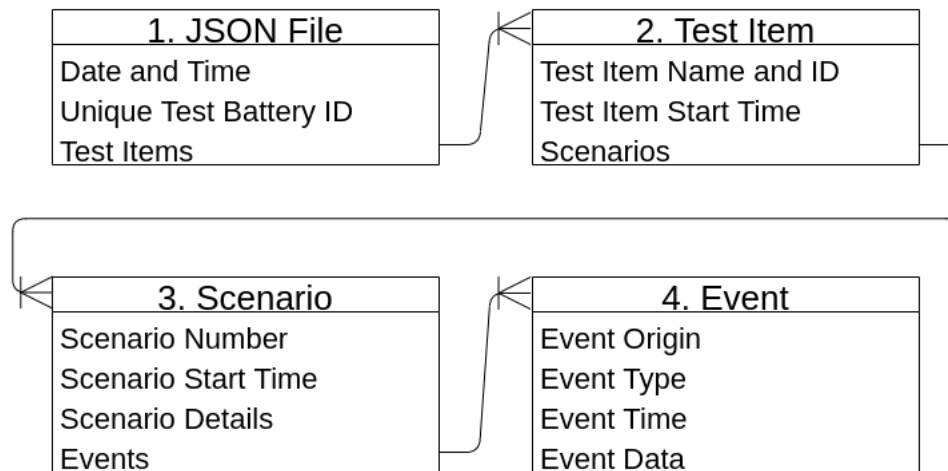 1. JSON File
Date and Time
Unique Test Battery ID
Test Items
2. Test Item
Test Item Name and ID
Test Item Start Time
Scenarios
3. Scenario
Scenario Number
Scenario Start Time
Scenario Details
Events
4. Event
Event Origin
Event Type
Event Time
Event Data